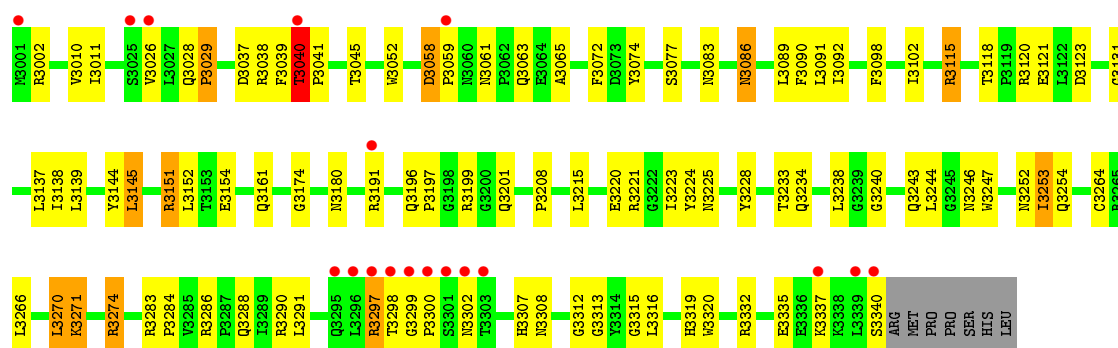 M3001 R3002 V3010 I3011 S3025 V3026 L3027 Q3028 P3029 D3037 R3038 F3039 T3040 P3041 T3045 W3052 D3058 P3059 N3060 N3061 P3062 Q3063 E3064 A3065 F3072 D3073 Y3074 S3077 N3083 N3086 L3089 F3090 L3091 I3092 F3098 I3102 R3115 T3118 P3119 R3120 E3121 L3122 D3123
L3137 I3138 L3139 Y3144 L3145 R3151 L3152 T3153 E3154 Q3161 G3174 N3180 R3191 Q3196 P3197 G3198 R3199 G3200 Q3201 P3208 L3215 E3220 R3221 G3222 I3223 Y3224 N3225 Y3228 T3233 Q3234 L3238 G3239 G3240 Q3243 L3244 G3245 N3246 W3247 N3252 I3253 Q3254 C3264
L3266 L3270 K3271 R3274 R3283 P3284 V3285 R3286 P3287 Q3288 I3289 R3290 L3291 Q3295 L3296 R3297 T3298 G3299 P3300 S3301 N3302 T3303 H3307 N3308 G3312 G3313 Y3314 G3315 L3316 H3319 W3320 R3332 E3335 E3336 K3337 K3338 L3339 S3340 ARG MET PRO PRO SER HIS LEU